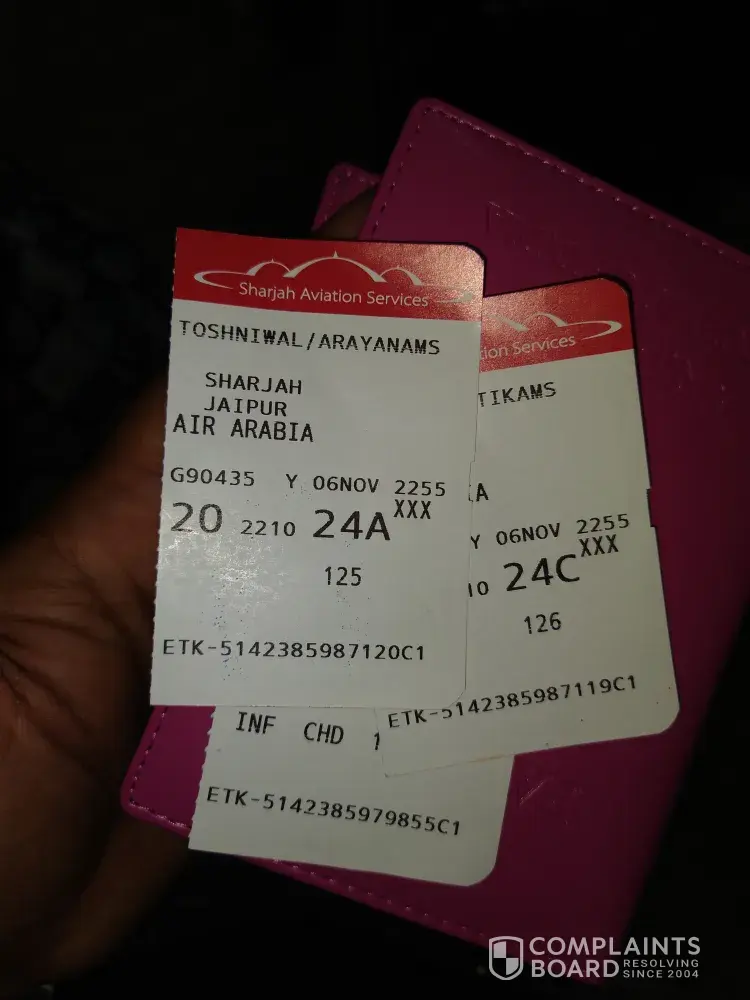 Sharjah Aviation Services
TOSHNIWAL/ARAYANAMS
SHARJAH
JAIPUR
AIR ARABIA
G90435 Y 06NOV 2255
20 2210 24A XXX
125
ETK-5142385987120C1
tion Services
TIKAMS
Y 06NOV 2255
10 24C XXX
126
ETK-5142385987119C1
INF CHD 1
ETK-5142385979855C1
COMPLAINTS
BOARD RESOLVING
SINCE 2004